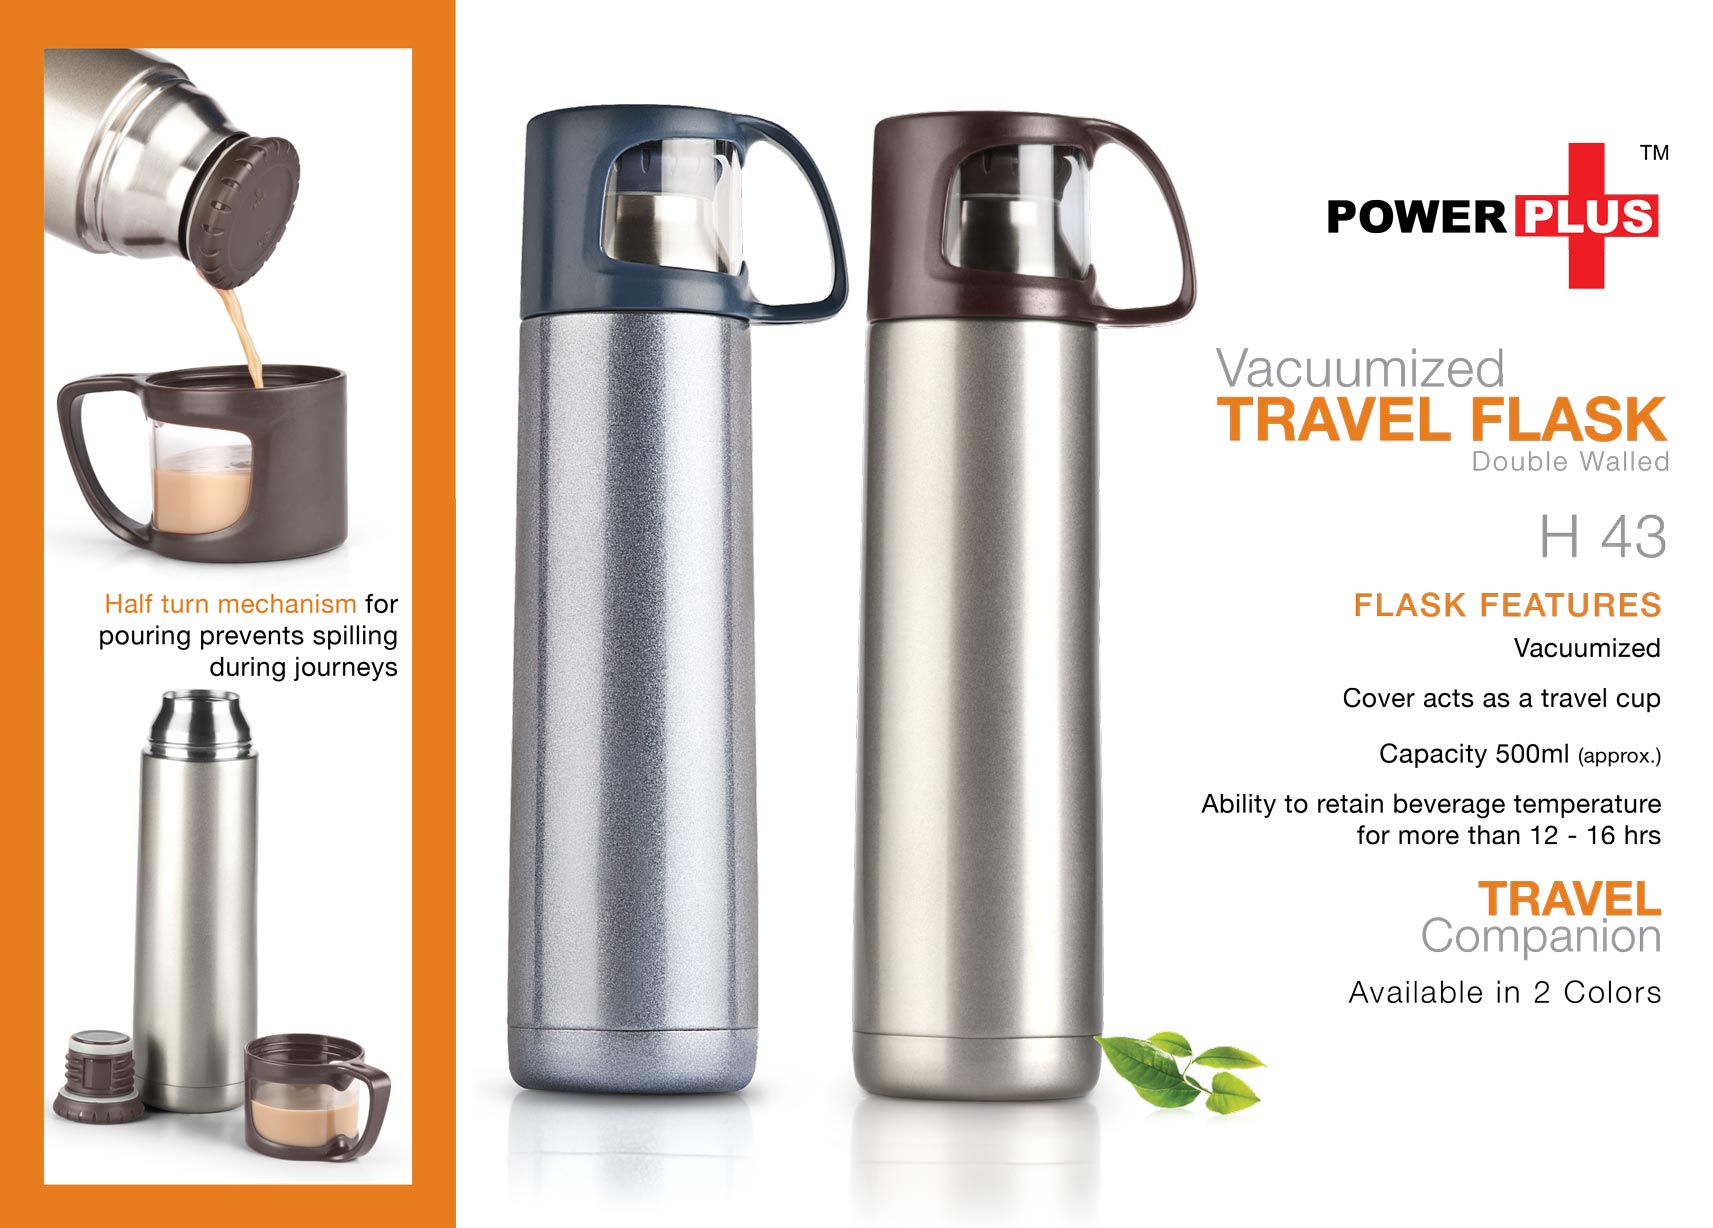 Half turn mechanism for
pouring prevents spilling
during journeys
POWER PLUS TM
Vacuumized
TRAVEL FLASK
Double Walled
H 43
FLASK FEATURES
Vacuumized
Cover acts as a travel cup
Capacity 500ml (approx.)
Ability to retain beverage temperature
for more than 12 - 16 hrs
TRAVEL
Companion
Available in 2 Colors